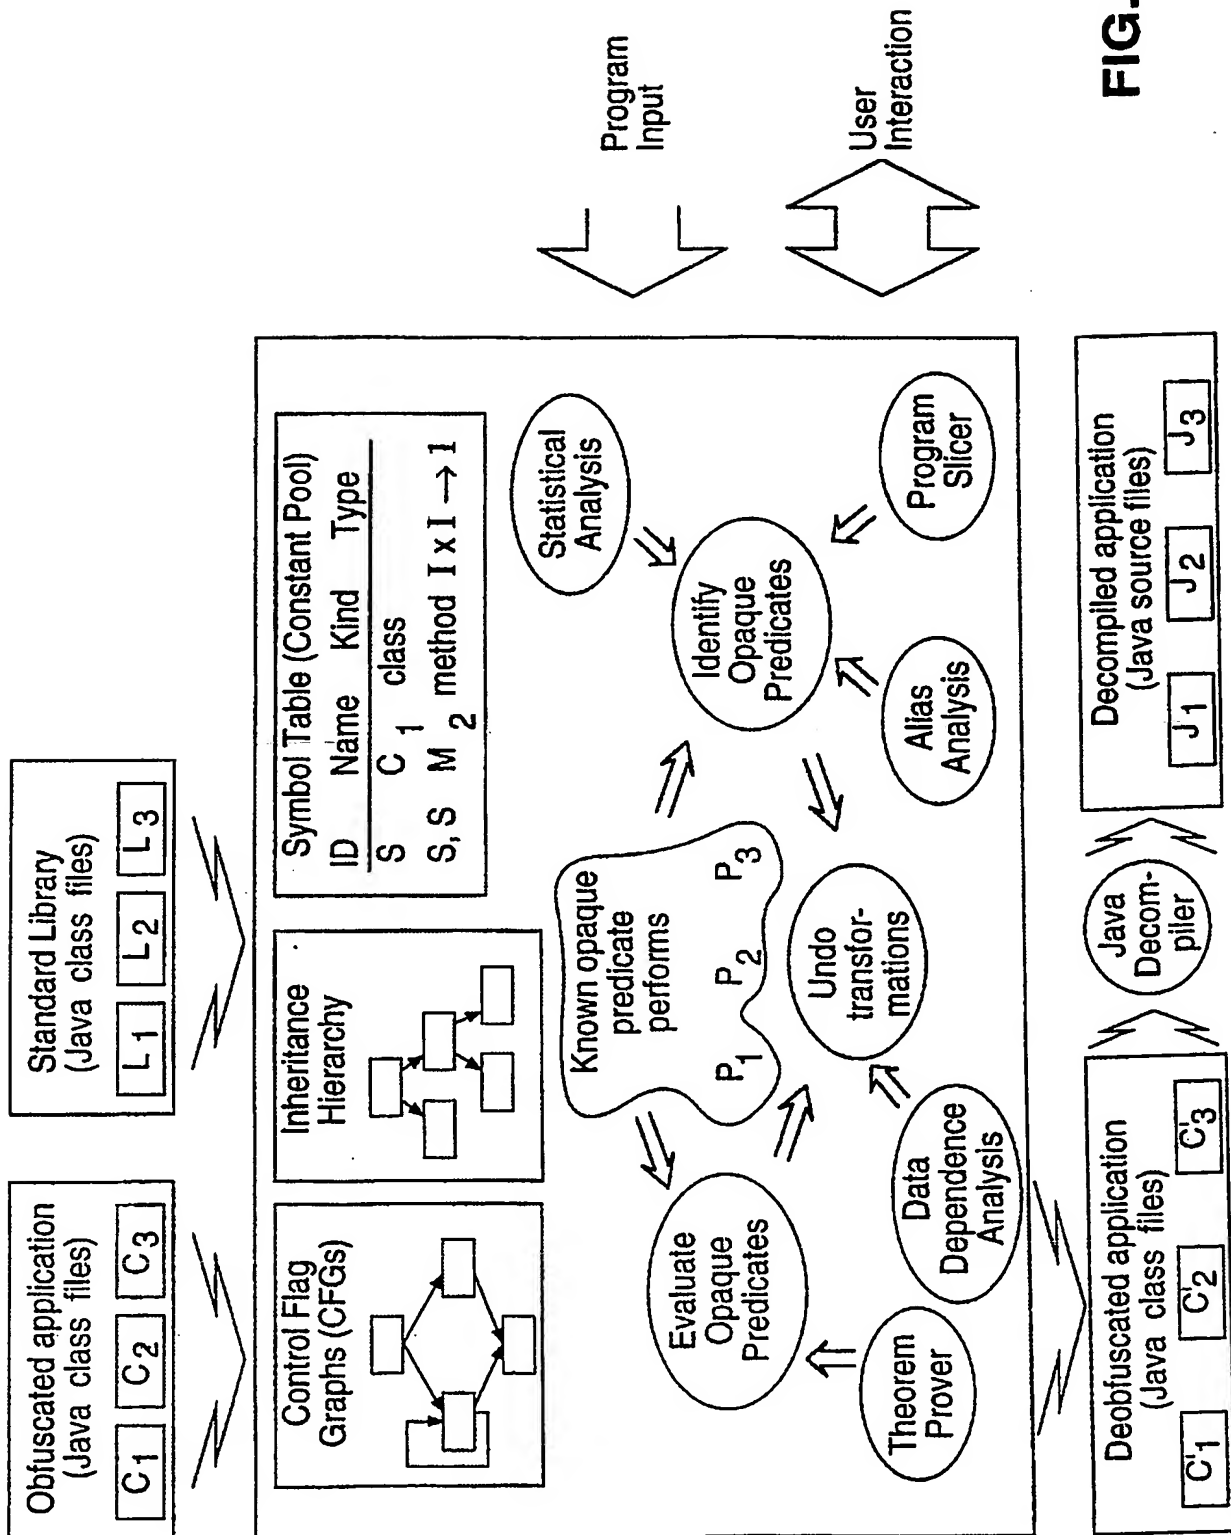 Obfuscated application
(Java class files)
C1 C2 C3
Standard Library
(Java class files)
L1 L2 L3
Control Flag
Graphs (CFGs)
Inheritance
Hierarchy
Symbol Table (Constant Pool)
ID Name Kind Type
S C1 class
S, S M2 method I x I → 1
Known opaque
predicate
performs
P1 P2 P3
Statistical
Analysis
Evaluate
Opaque
Predicates
Identify
Opaque
Predicates
Undo
transfor-
mations
Theorem
Prover
Data
Dependence
Analysis
Alias
Analysis
Program
Slicer
Program
Input
User
Interaction
Deobfuscated application
(Java class files)
C'1 C'2 C'3
Java
Decom-
piler
Decompiled application
(Java source files)
J1 J2 J3
FIG.